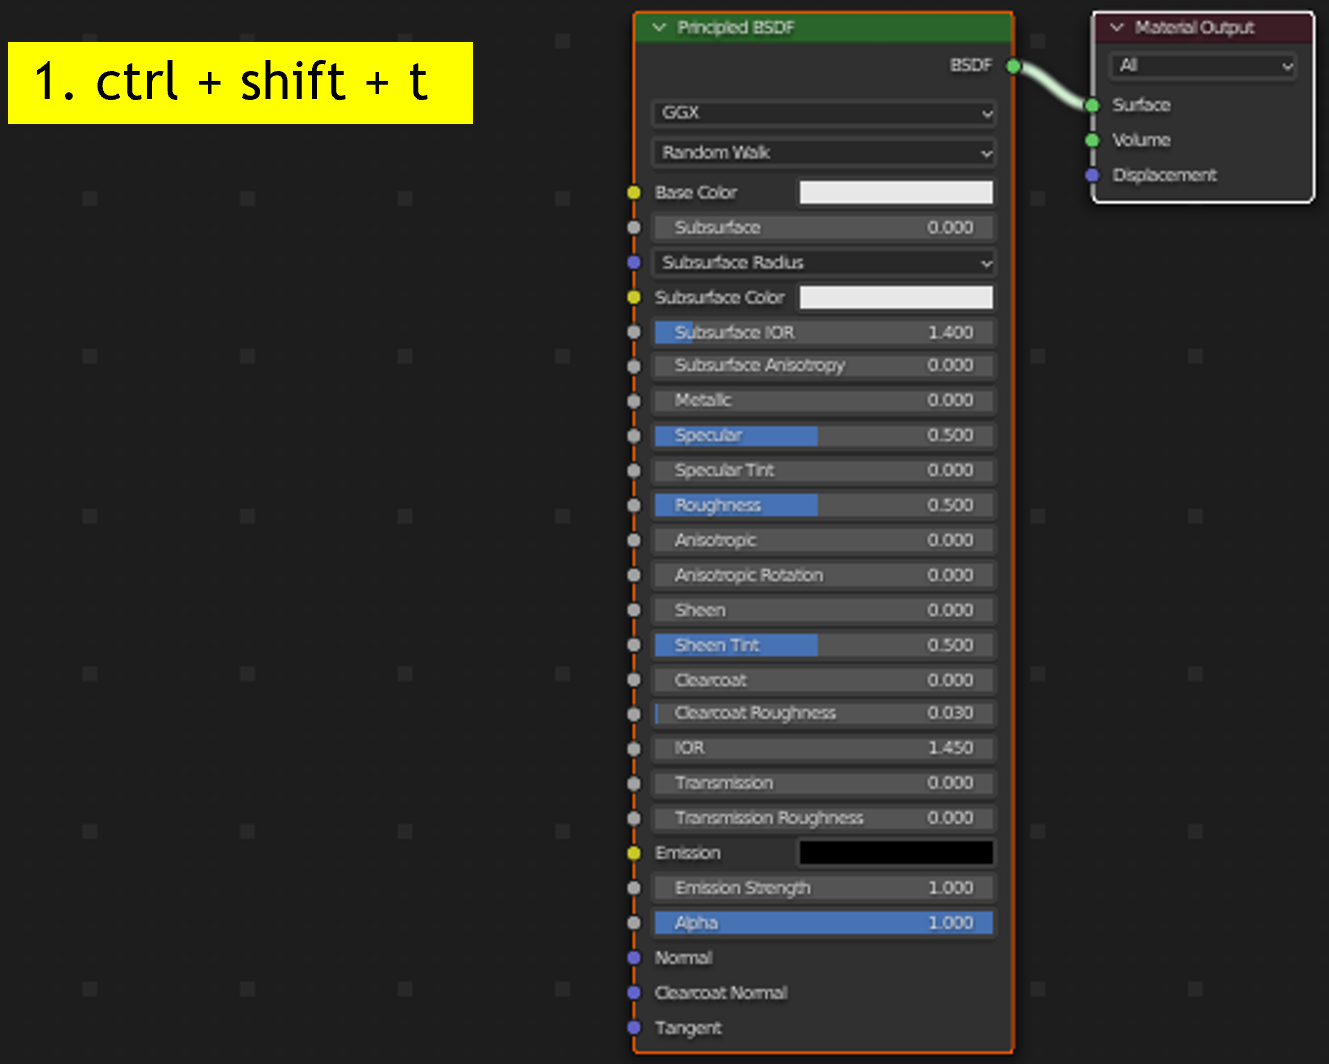 1. ctrl + shift + t
Principled BSDF
BSDF
GGX
Random Walk
Base Color
Subsurface 0.000
Subsurface Radius
Subsurface Color
Subsurface IOR 1.400
Subsurface Anisotropy 0.000
Metallic 0.000
Specular 0.500
Specular Tint 0.000
Roughness 0.500
Anisotropic 0.000
Anisotropic Rotation 0.000
Sheen 0.000
Sheen Tint 0.500
Clearcoat 0.000
Clearcoat Roughness 0.030
IOR 1.450
Transmission 0.000
Transmission Roughness 0.000
Emission
Emission Strength 1.000
Alpha 1.000
Normal
Clearcoat Normal
Tangent
Material Output
All
Surface
Volume
Displacement